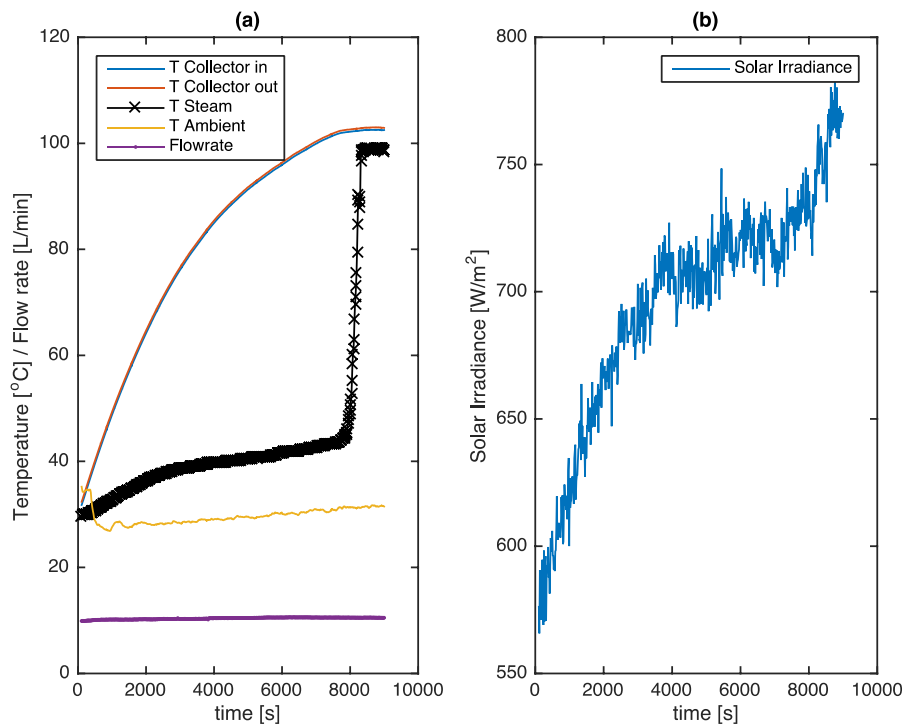 (a)
120
100
80
60
40
20
0
Temperature [°C] / Flow rate [L/min]
T Collector in
T Collector out
T Steam
T Ambient
Flowrate
0 2000 4000 6000 8000 10000
time [s]
(b)
800
750
700
650
600
550
Solar Irradiance [W/m²]
Solar Irradiance
0 2000 4000 6000 8000 10000
time [s]